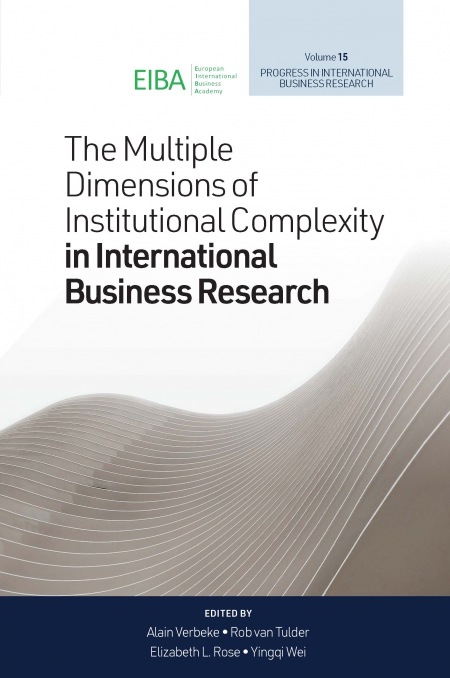 Volume 15
PROGRESS IN INTERNATIONAL
BUSINESS RESEARCH
EIBA
European
International
Business
Academy
The Multiple
Dimensions of
Institutional Complexity
in International
Business Research
EDITED BY
Alain Verbeke • Rob van Tulder
Elizabeth L. Rose • Yingqi Wei